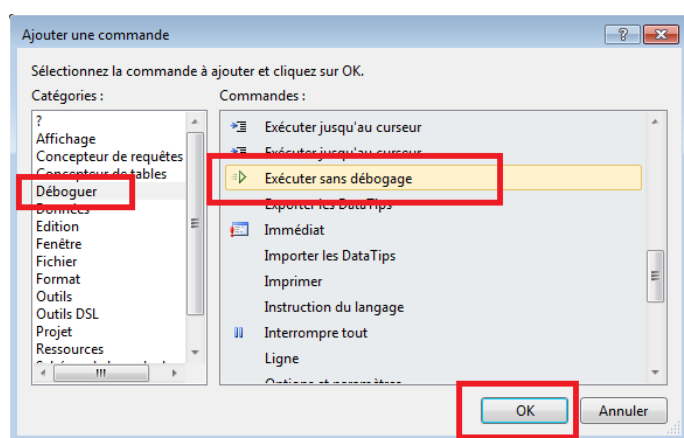 Ajouter une commande
?
Sélectionnez la commande à ajouter et cliquez sur OK.
Catégories :
Commandes :
?
Affichage
Concepteur de requêtes
Concepteur de tables
Déboguer
Données
Edition
Fenêtre
Fichier
Format
Outils
Outils DSL
Projet
Ressources
Exécuter jusqu'au curseur
Exécuter jusqu'au curseur
Exécuter sans débogage
Exporter les DataTips
Immédiat
Importer les DataTips
Imprimer
Instruction du langage
Interrompre tout
Ligne
Options et paramètres
OK
Annuler